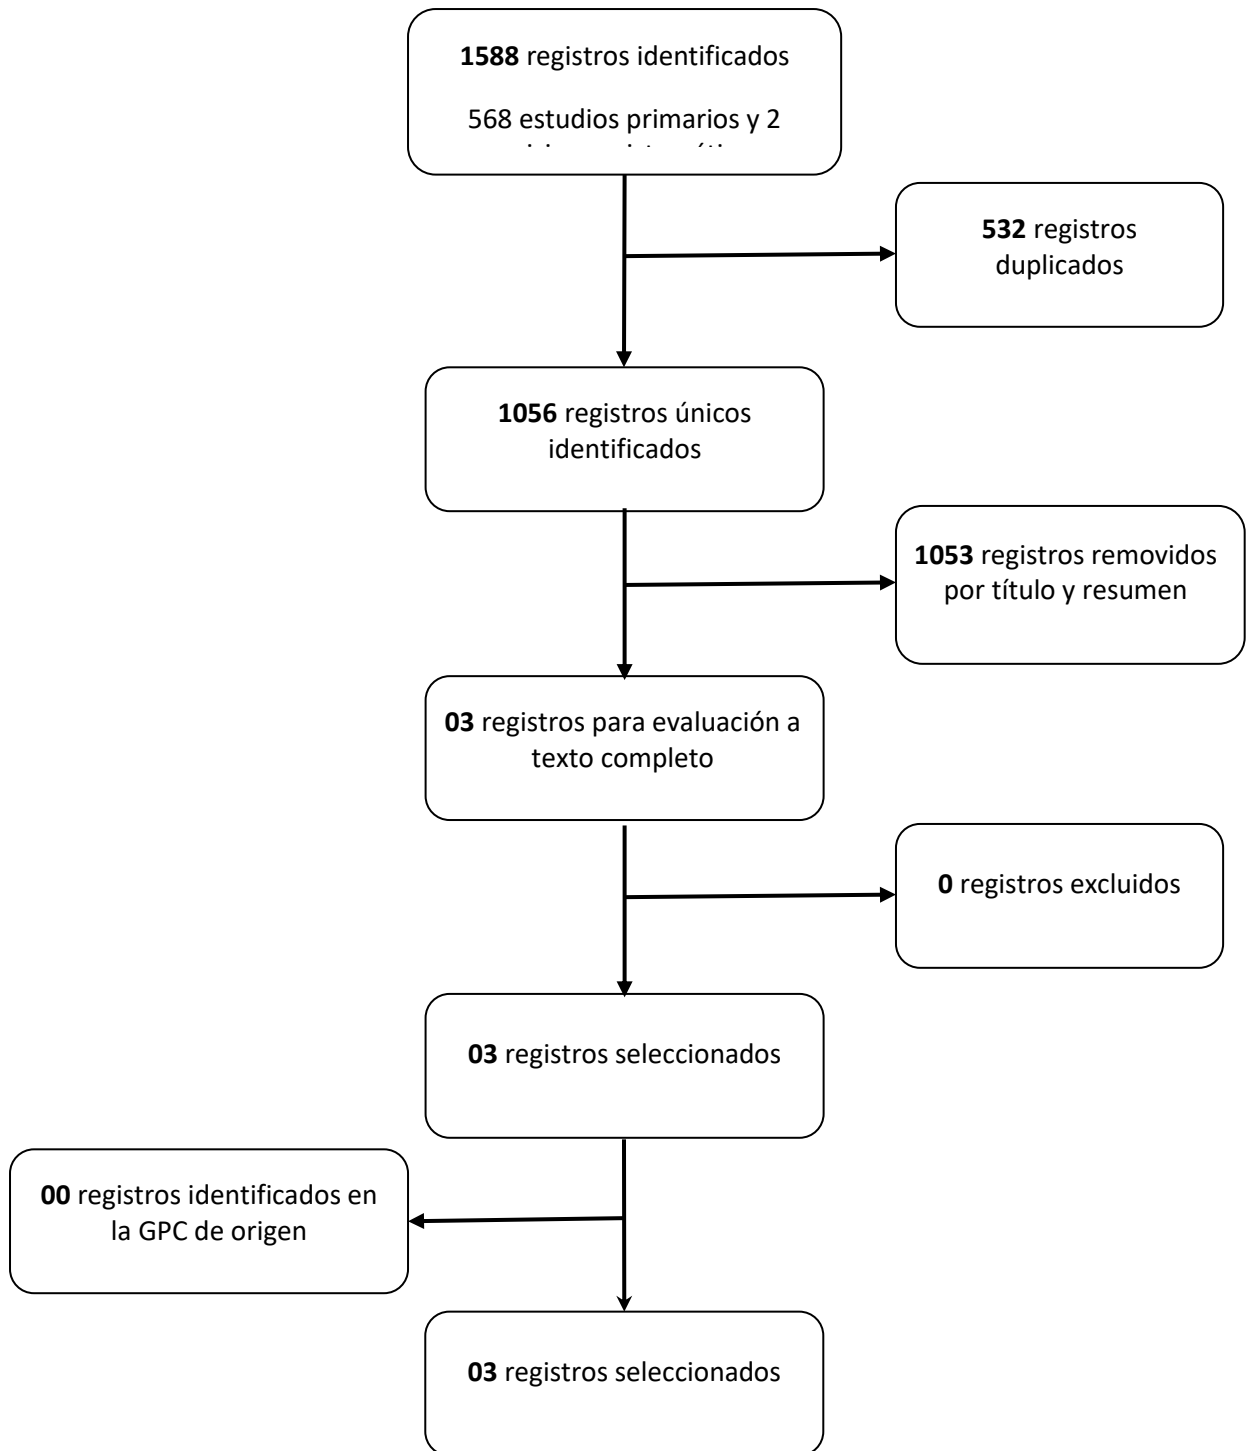 1588 registros identificados
568 estudios primarios y 2
532 registros
duplicados
1056 registros únicos
identificados
1053 registros removidos
por título y resumen
03 registros para evaluación a
texto completo
0 registros excluidos
03 registros seleccionados
00 registros identificados en
la GPC de origen
03 registros seleccionados